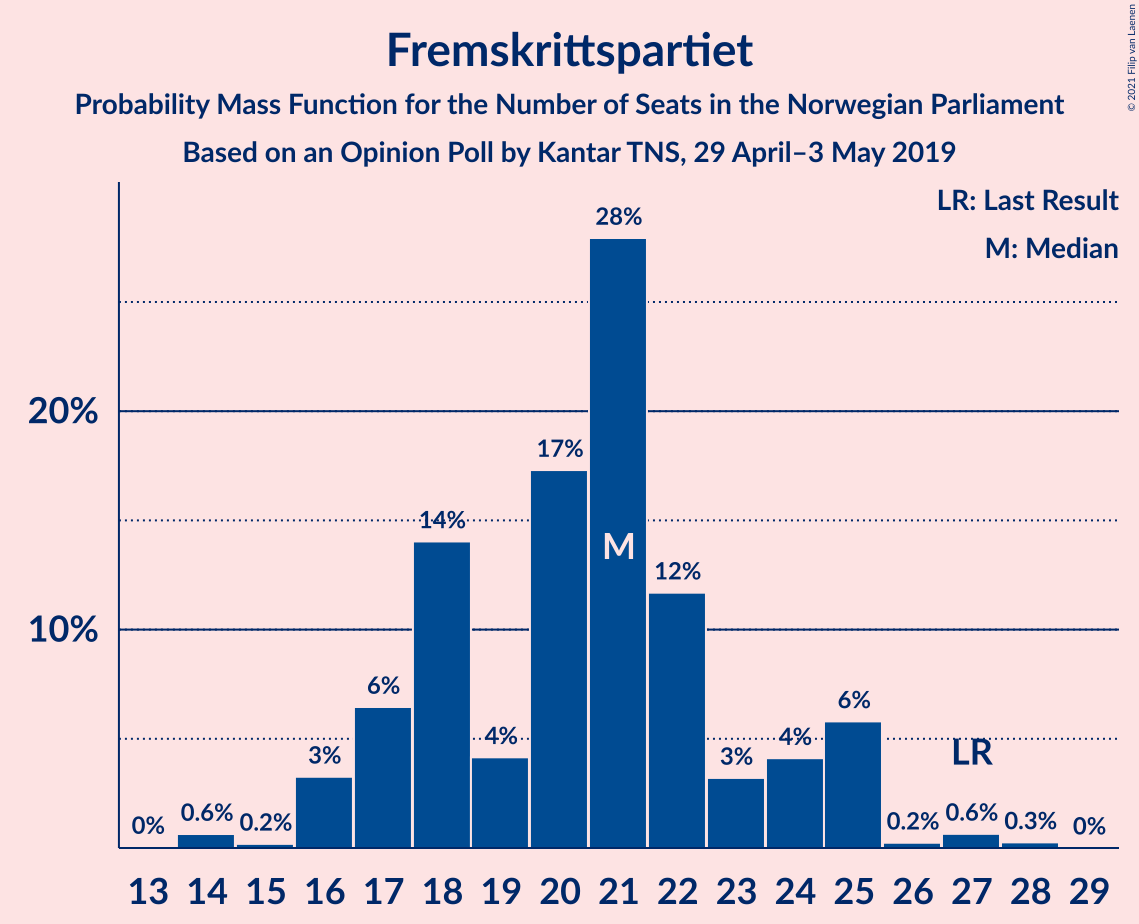 Fremskrittspartiet
Probability Mass Function for the Number of Seats in the Norwegian Parliament
Based on an Opinion Poll by Kantar TNS, 29 April–3 May 2019
© 2021 Filip van Laenen
LR: Last Result
M: Median
28%
20%
17%
14%
M
12%
10%
6%
6%
4%
4%
3%
3%
LR
0%
0.6%
0.2%
0.2%
0.6%
0.3%
0%
13 14 15 16 17 18 19 20 21 22 23 24 25 26 27 28 29